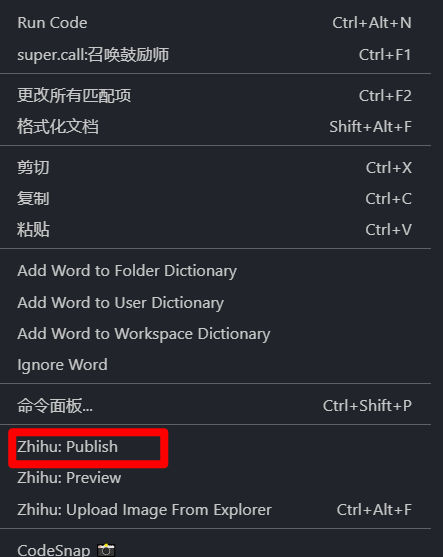 Run Code Ctrl+Alt+N
super.call:召唤鼓励师 Ctrl+F1
更改所有匹配项 Ctrl+F2
格式化文档 Shift+Alt+F
剪切 Ctrl+X
复制 Ctrl+C
粘贴 Ctrl+V
Add Word to Folder Dictionary
Add Word to User Dictionary
Add Word to Workspace Dictionary
Ignore Word
命令面板... Ctrl+Shift+P
Zhihu: Publish
Zhihu: Preview
Zhihu: Upload Image From Explorer Ctrl+Alt+F
CodeSnap 📸